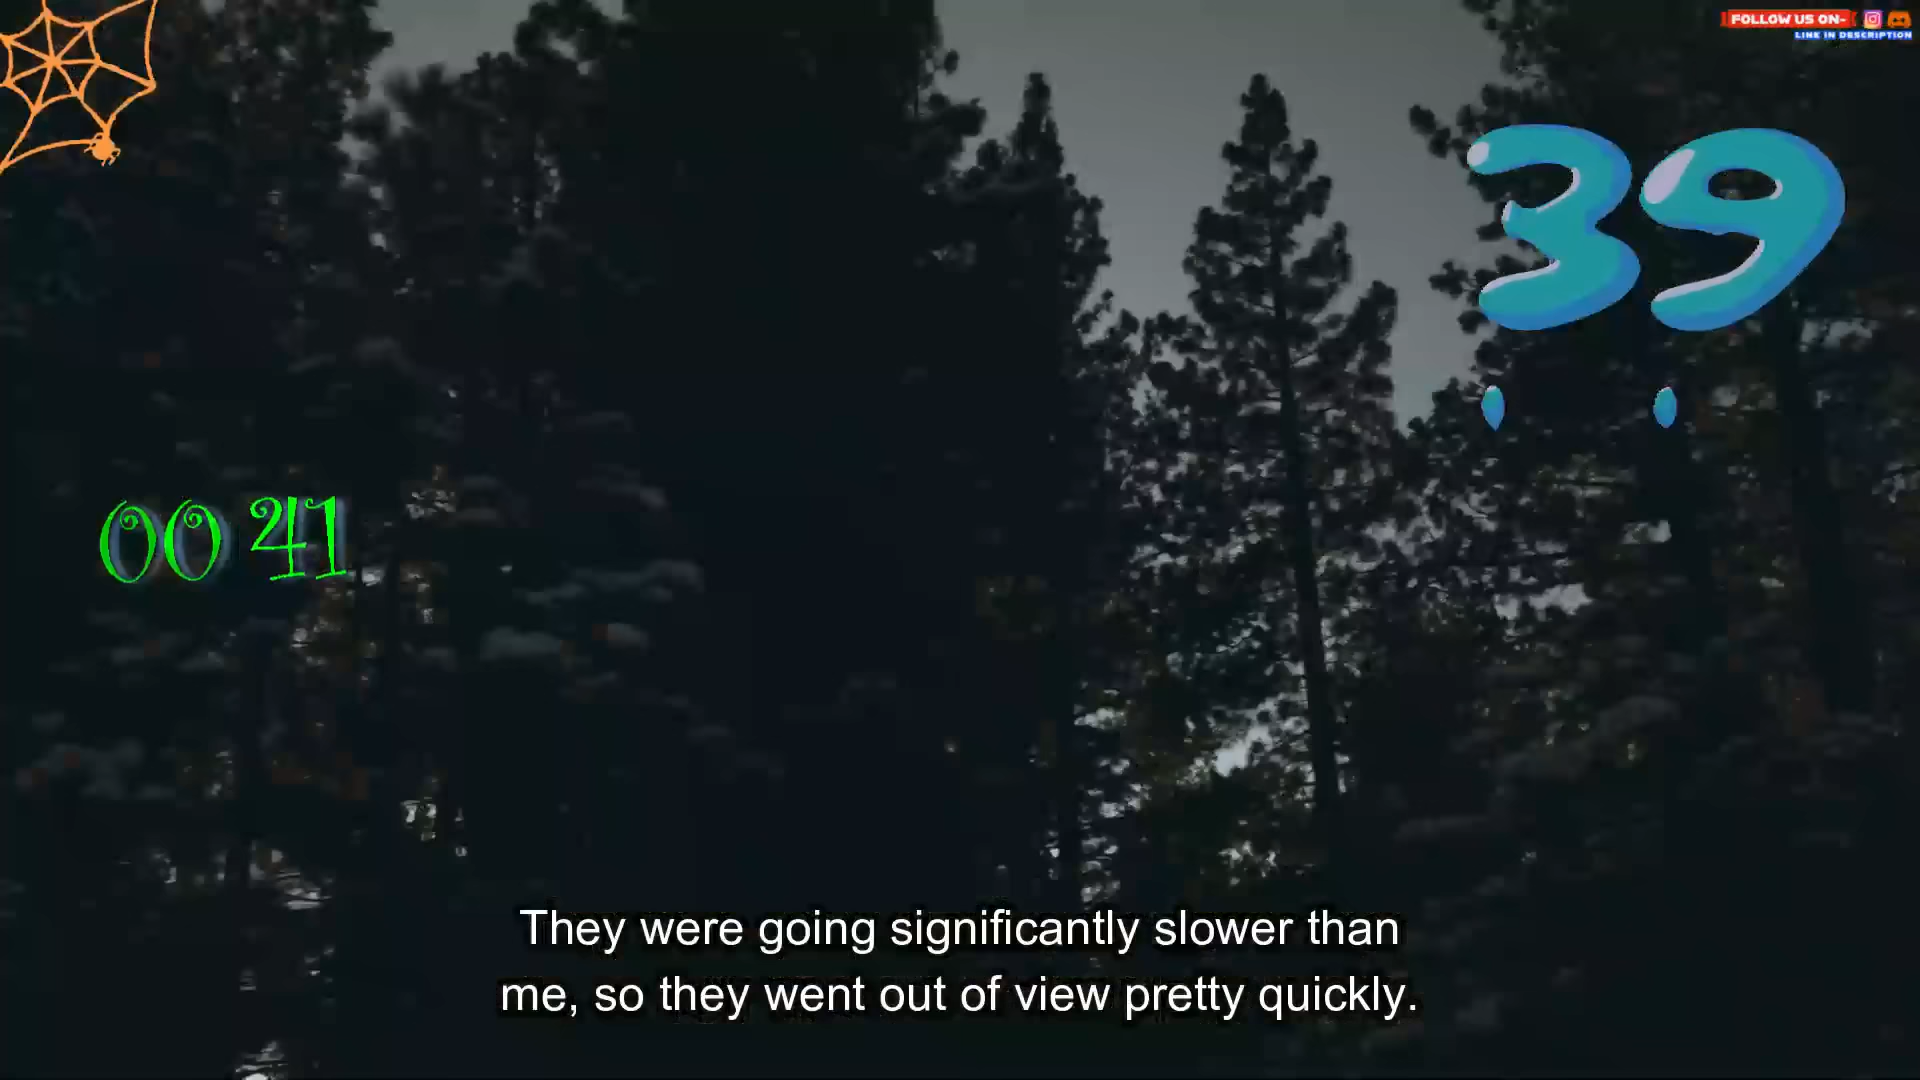 FOLLOW US ON-
LINK IN DESCRIPTION
39
00 41
They were going significantly slower than
me, so they went out of view pretty quickly.